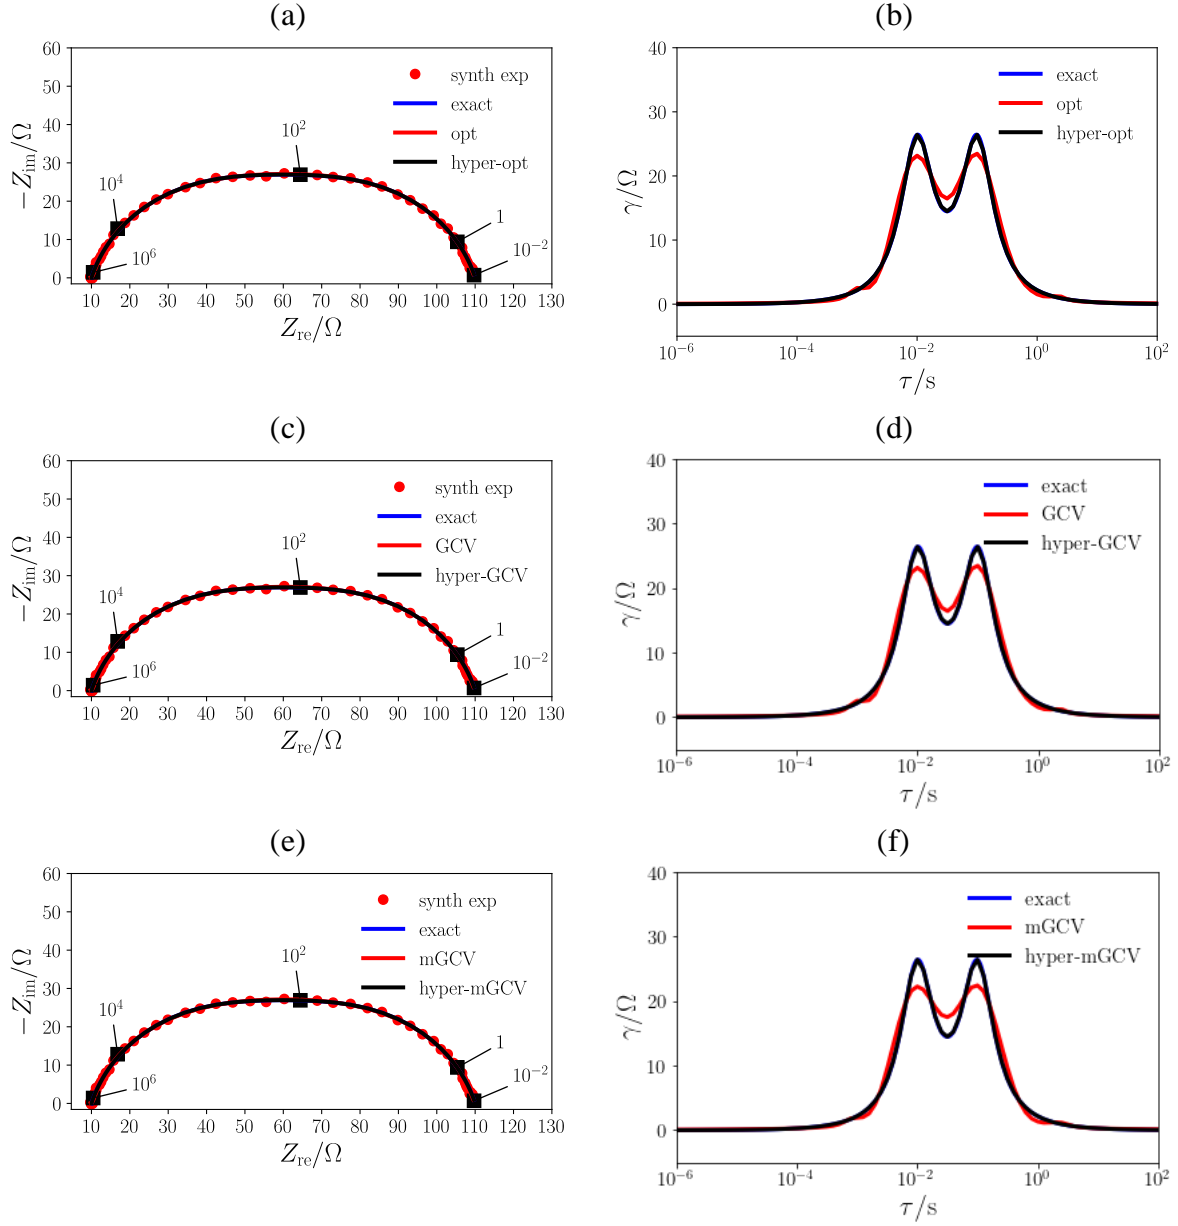 (a)
60
50
40
30
20
10
0
−Z_im/Ω
synth exp
exact
opt
hyper-opt
10^2
10^4
10^6
1
10^−2
10 20 30 40 50 60 70 80 90 100 110 120 130
Z_re/Ω
(b)
40
30
20
10
0
γ/Ω
exact
opt
hyper-opt
10^−6 10^−4 10^−2 10^0 10^2
τ/s
(c)
60
50
40
30
20
10
0
−Z_im/Ω
synth exp
exact
GCV
hyper-GCV
10^2
10^4
10^6
1
10^−2
10 20 30 40 50 60 70 80 90 100 110 120 130
Z_re/Ω
(d)
40
30
20
10
0
γ/Ω
exact
GCV
hyper-GCV
10^−6 10^−4 10^−2 10^0 10^2
τ/s
(e)
60
50
40
30
20
10
0
−Z_im/Ω
synth exp
exact
mGCV
hyper-mGCV
10^2
10^4
10^6
1
10^−2
10 20 30 40 50 60 70 80 90 100 110 120 130
Z_re/Ω
(f)
40
30
20
10
0
γ/Ω
exact
mGCV
hyper-mGCV
10^−6 10^−4 10^−2 10^0 10^2
τ/s